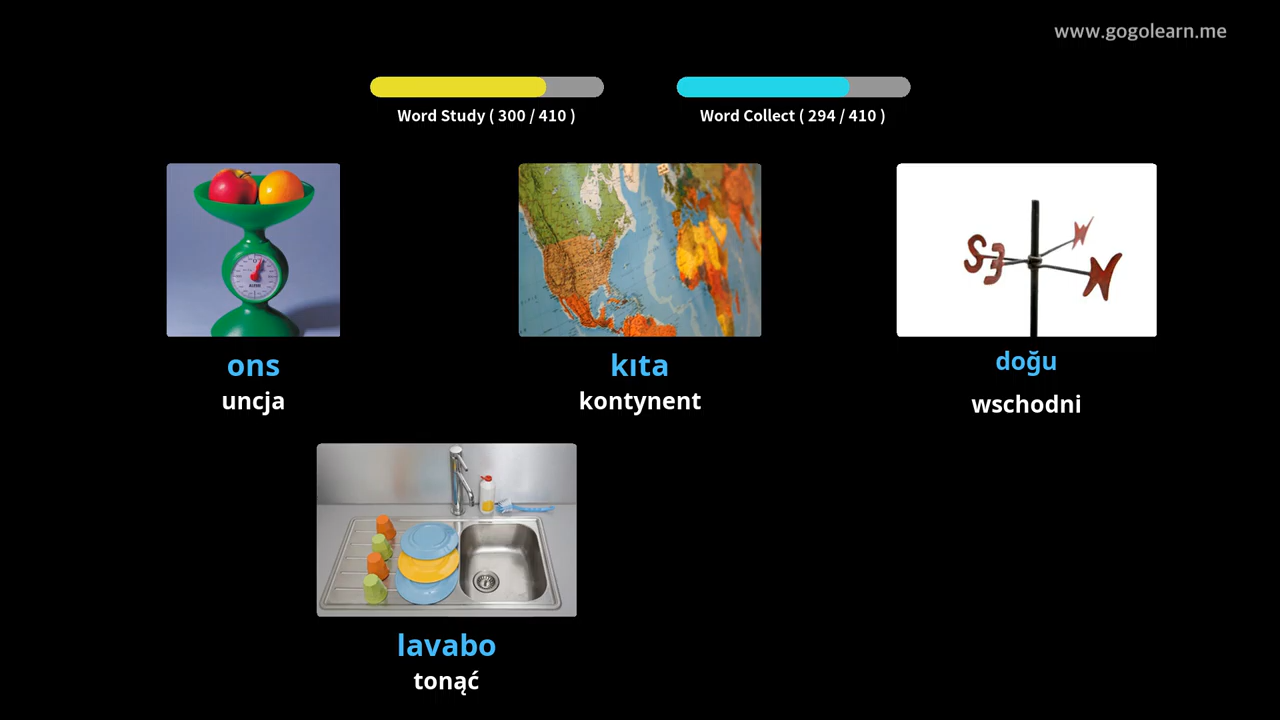 www.gogolearn.me
Word Study ( 300 / 410 )
Word Collect ( 294 / 410 )
S
E
N
W
ons
uncja
kıta
kontynent
doğu
wschodni
lavabo
tonąć